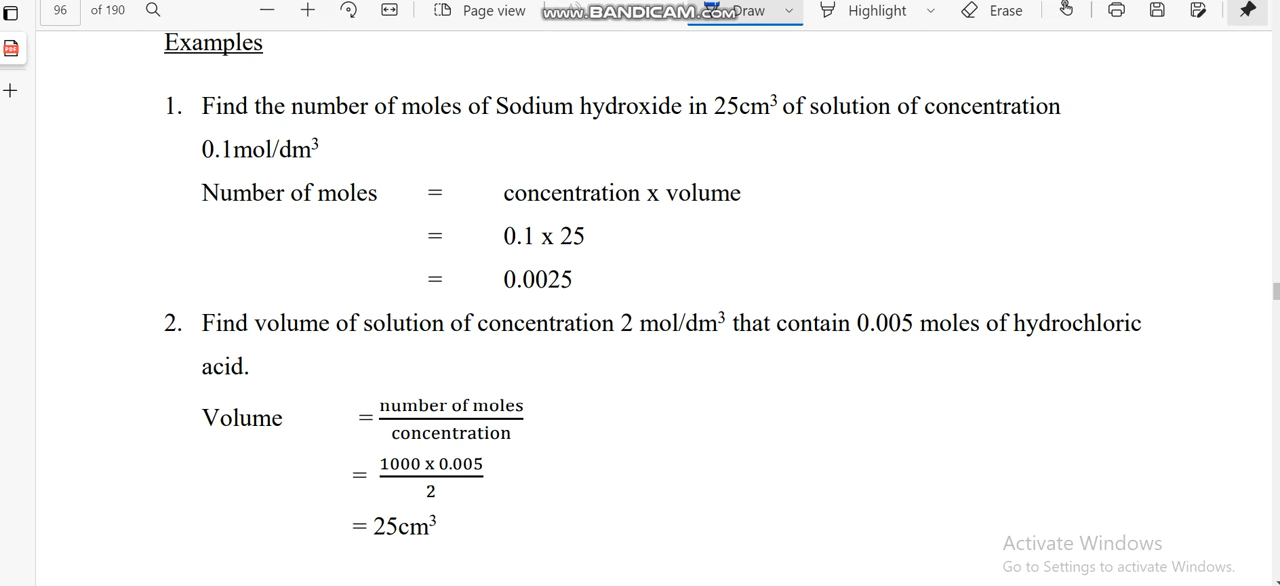 96 of 190 Page view www.BANDICAM.com Draw Highlight Erase
PDF
Examples
1. Find the number of moles of Sodium hydroxide in 25cm³ of solution of concentration
0.1mol/dm³
Number of moles = concentration x volume
= 0.1 x 25
= 0.0025
2. Find volume of solution of concentration 2 mol/dm³ that contain 0.005 moles of hydrochloric
acid.
Volume = number of moles
concentration
= 1000 x 0.005
2
= 25cm³
Activate Windows
Go to Settings to activate Windows.